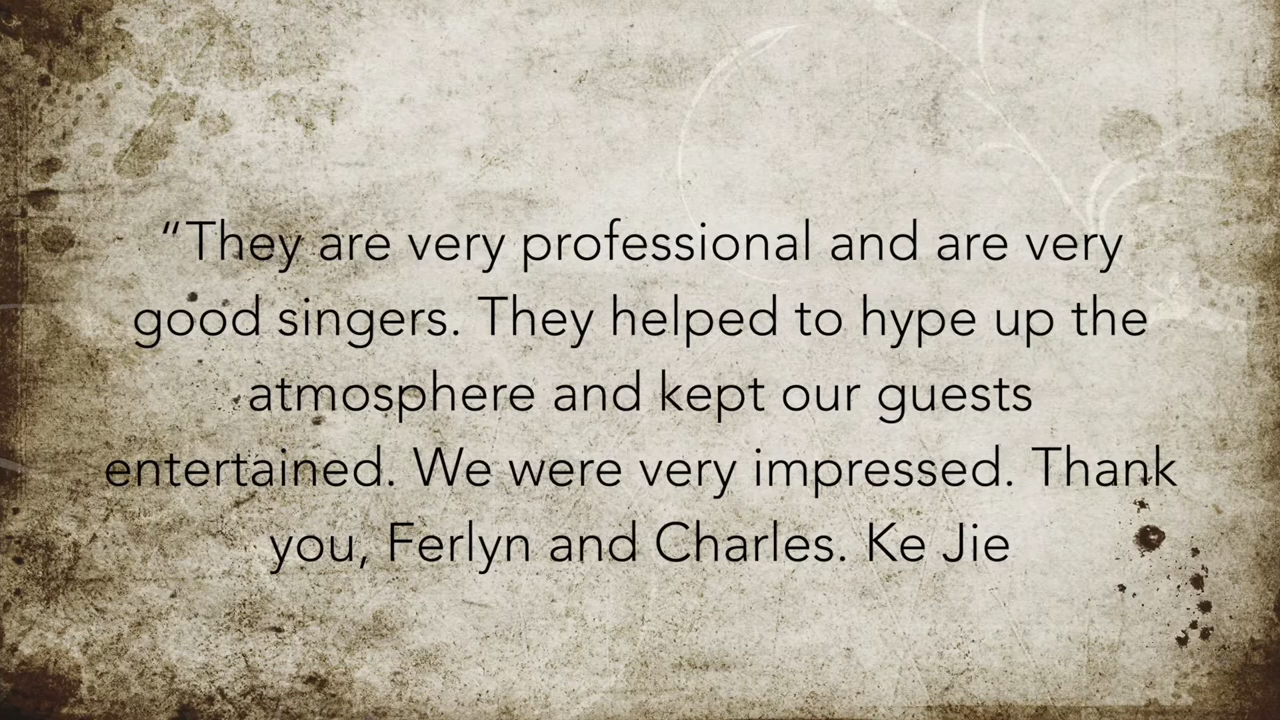 “They are very professional and are very
good singers. They helped to hype up the
atmosphere and kept our guests
entertained. We were very impressed. Thank
you, Ferlyn and Charles. Ke Jie